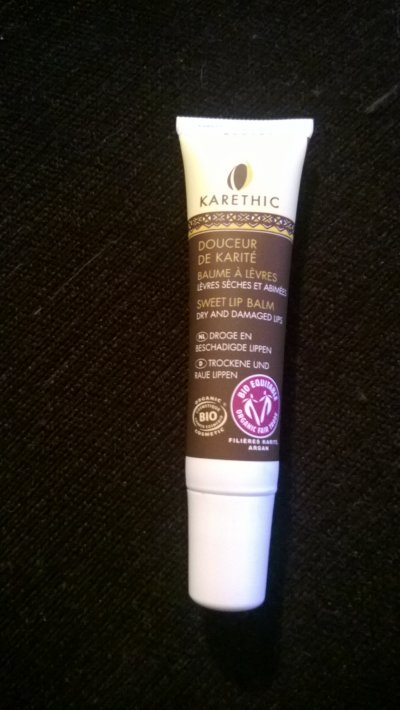 KARETHIC
DOUCEUR
DE KARITÉ
BAUME À LÈVRES
LÈVRES SÈCHES ET ABIMÉES
SWEET LIP BALM
DRY AND DAMAGED LIPS
NL DROGE EN
BESCHADIGDE LIPPEN
D TROCKENE UND
RAUE LIPPEN
BIO EQUITABLE
ORGANIC FAIR TRADE
ORGANIC
COSMÉTIQUE
BIO
COSMETIC
FILIÈRES KARITÉ,
ARGAN